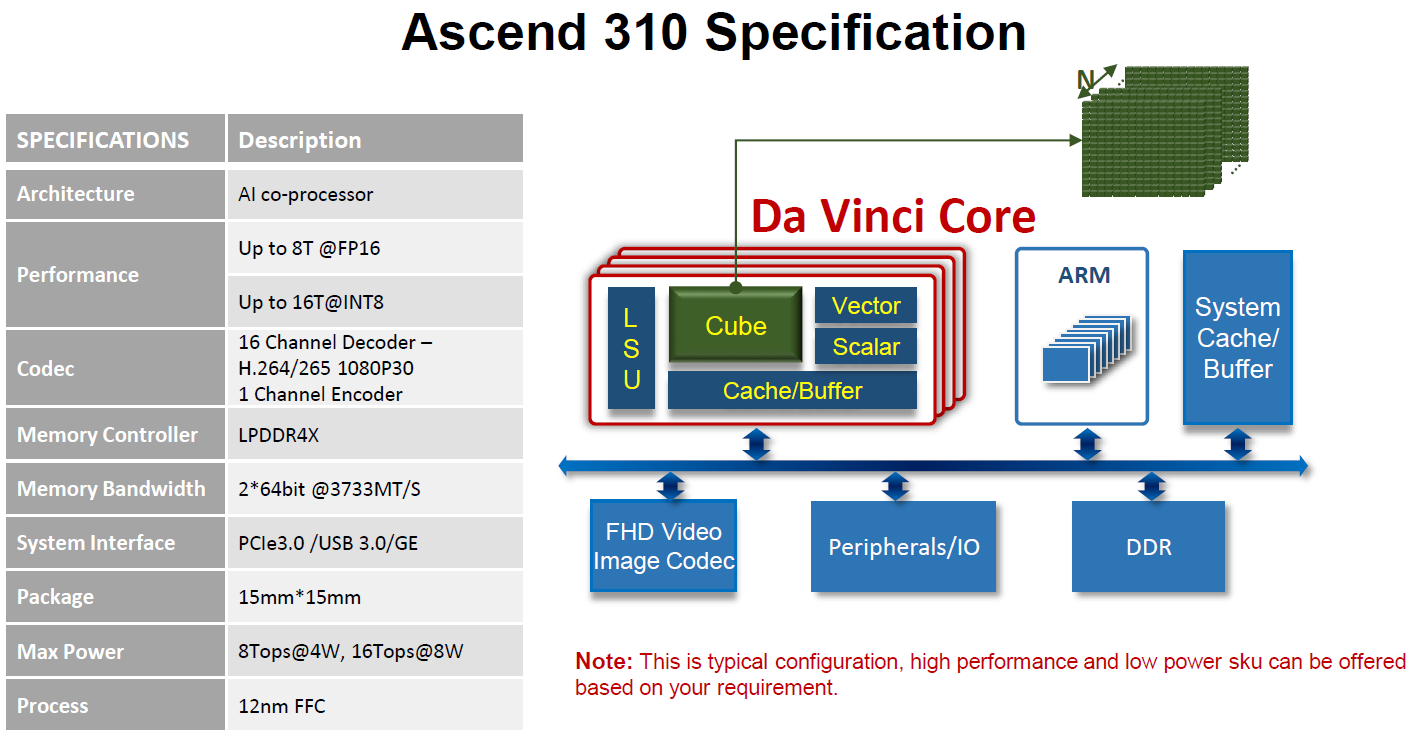 Ascend 310 Specification
SPECIFICATIONS Description
Architecture AI co-processor
Performance Up to 8T @FP16
Up to 16T@INT8
Codec 16 Channel Decoder –
H.264/265 1080P30
1 Channel Encoder
Memory Controller LPDDR4X
Memory Bandwidth 2*64bit @3733MT/S
System Interface PCIe3.0 /USB 3.0/GE
Package 15mm*15mm
Max Power 8Tops@4W, 16Tops@8W
Process 12nm FFC
N
Da Vinci Core
L
S
U
Cube
Vector
Scalar
Cache/Buffer
ARM
System
Cache/
Buffer
FHD Video
Image Codec
Peripherals/IO
DDR
Note: This is typical configuration, high performance and low power sku can be offered
based on your requirement.